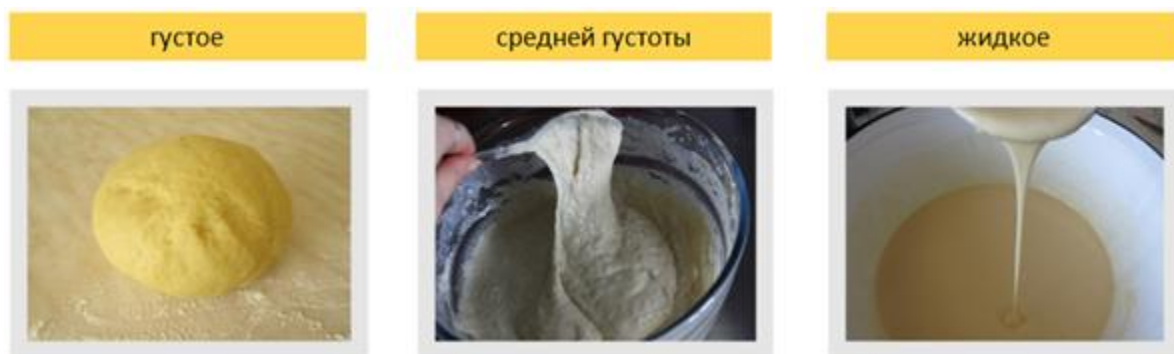 густое
средней густоты
жидкое